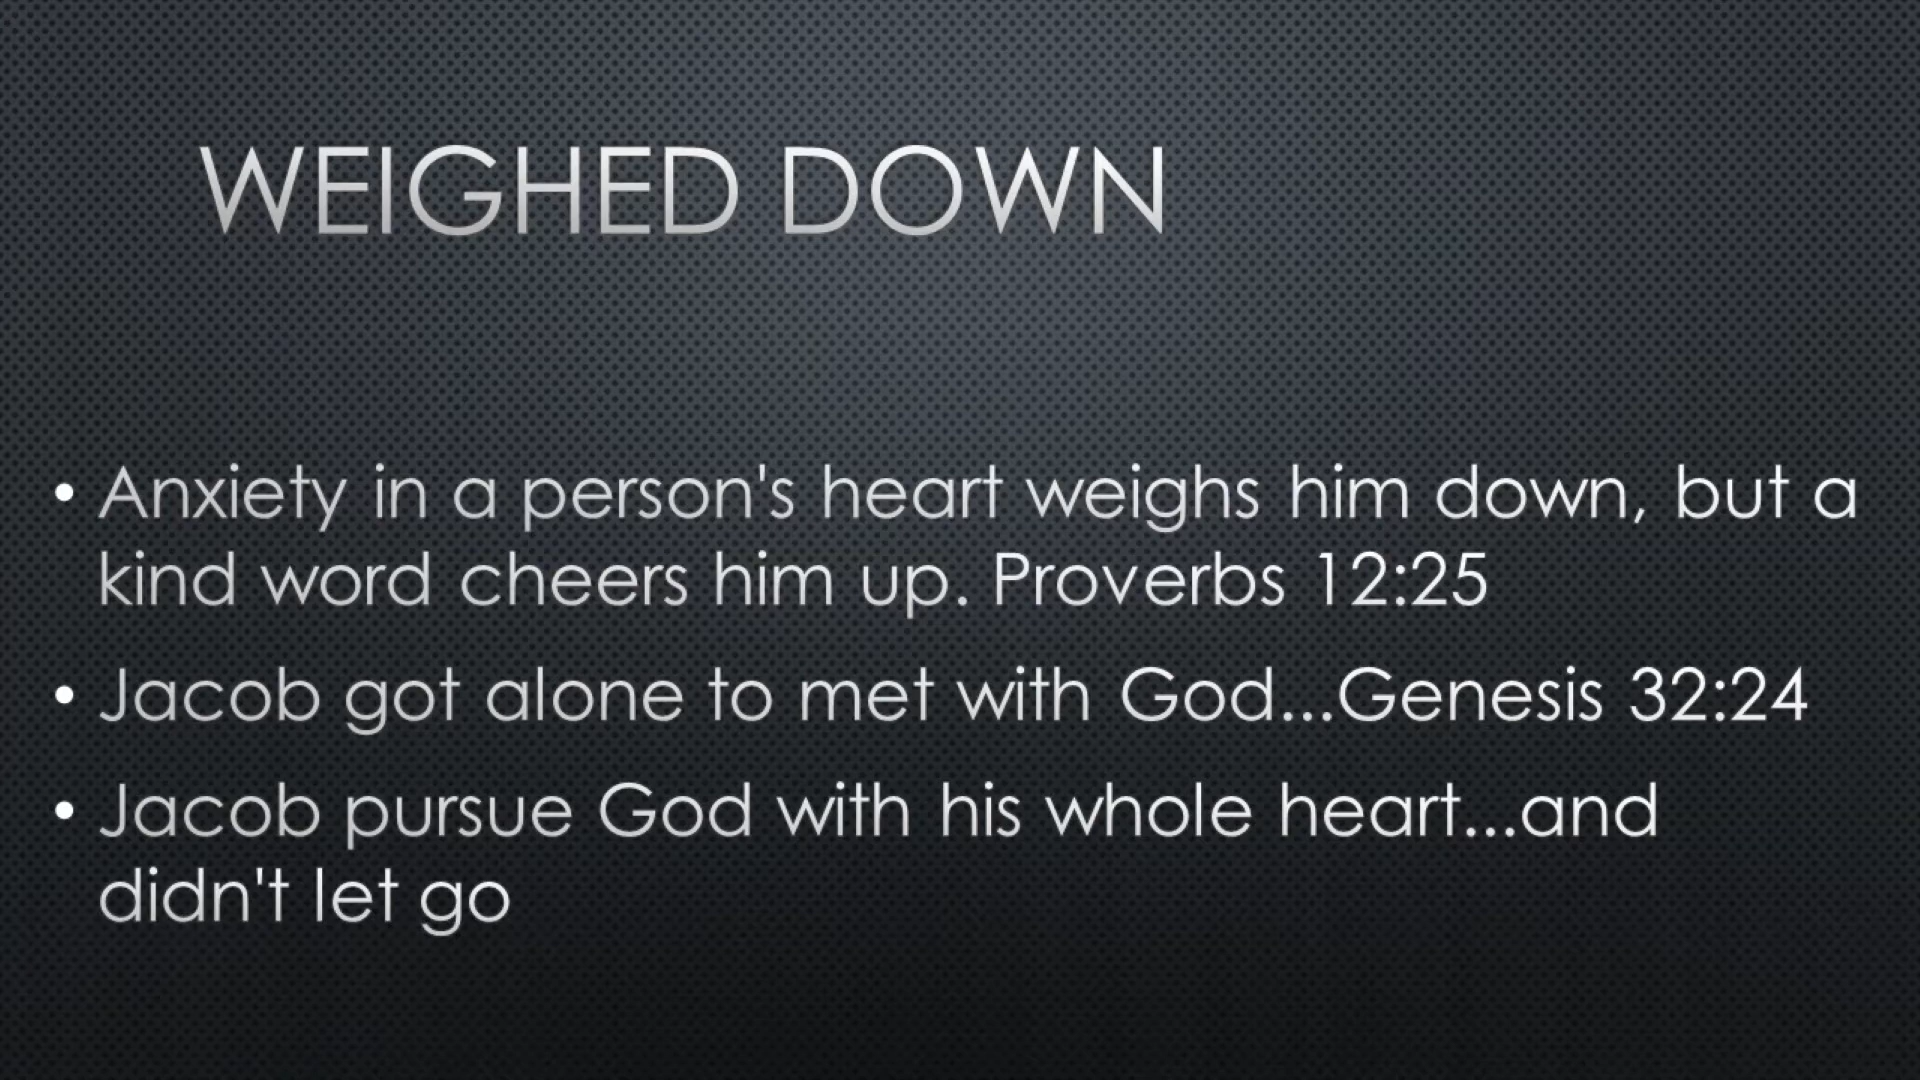 WEIGHED DOWN
• Anxiety in a person's heart weighs him down, but a
kind word cheers him up. Proverbs 12:25
• Jacob got alone to met with God...Genesis 32:24
• Jacob pursue God with his whole heart...and
didn't let go